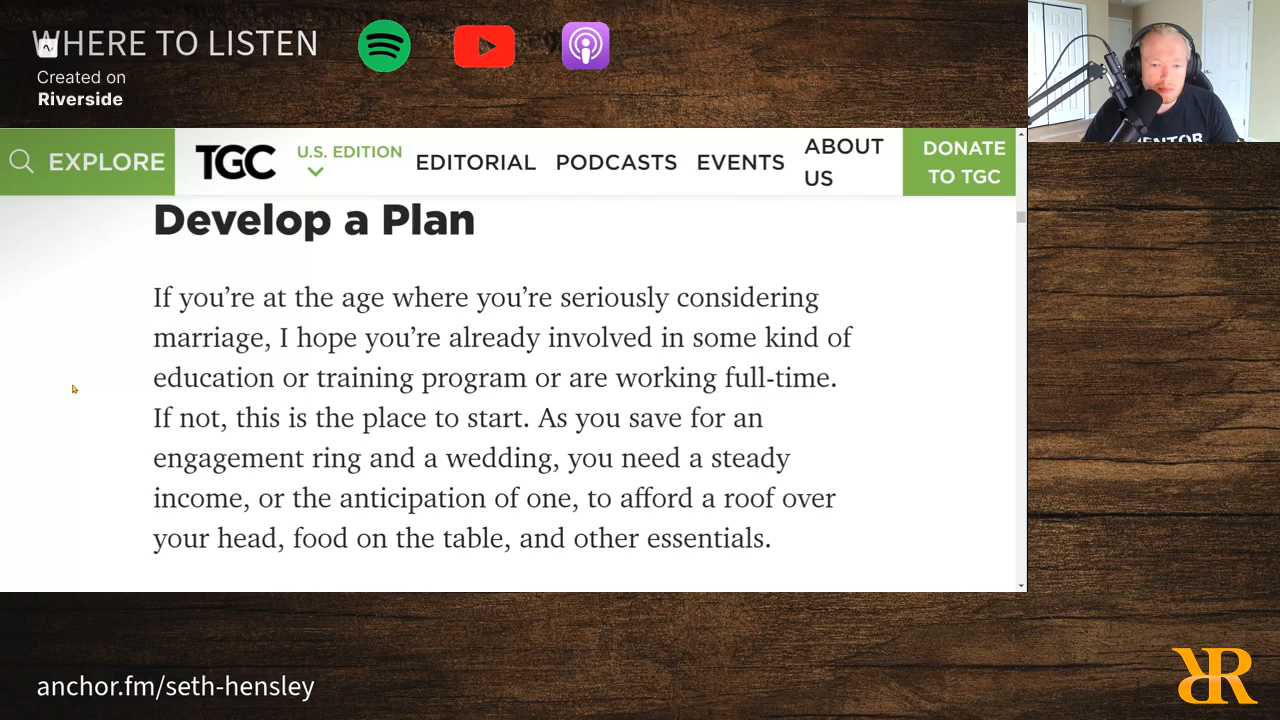 WHERE TO LISTEN
Created on
Riverside
EXPLORE
TGC
U.S. EDITION
EDITORIAL
PODCASTS
EVENTS
ABOUT
US
DONATE
TO TGC
Develop a Plan
If you’re at the age where you’re seriously considering
marriage, I hope you’re already involved in some kind of
education or training program or are working full-time.
If not, this is the place to start. As you save for an
engagement ring and a wedding, you need a steady
income, or the anticipation of one, to afford a roof over
your head, food on the table, and other essentials.
MENTOR
anchor.fm/seth-hensley
RR